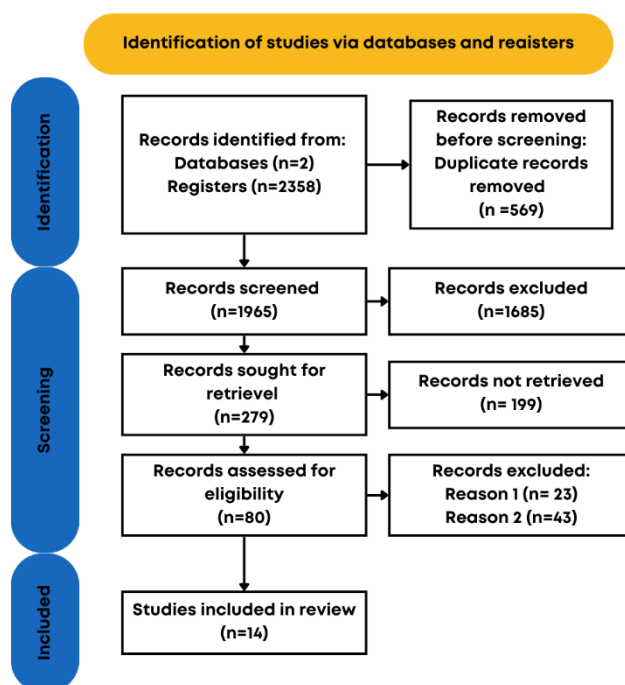 Identification of studies via databases and reaisters
Identification
Records identified from:
Databases (n=2)
Registers (n=2358)
Records removed
before screening:
Duplicate records
removed
(n =569)
Screening
Records screened
(n=1965)
Records excluded
(n=1685)
Records sought for
retrievel
(n=279)
Records not retrieved
(n= 199)
Records assessed for
eligibility
(n=80)
Records excluded:
Reason 1 (n= 23)
Reason 2 (n=43)
Included
Studies included in review
(n=14)